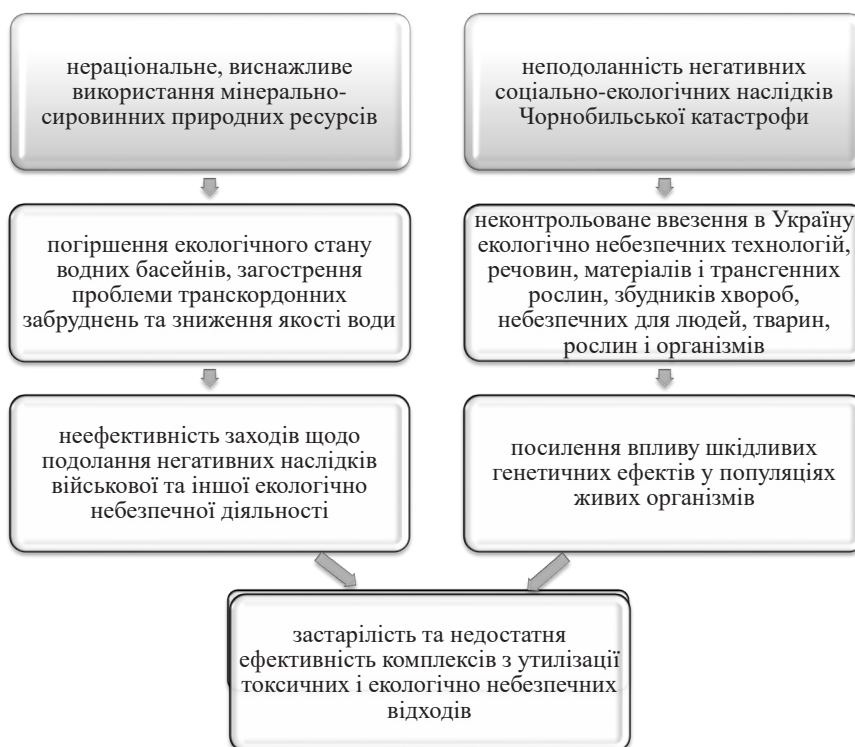 нераціональне, виснажливе
використання мінерально-
сировинних природних ресурсів
погіршення екологічного стану
водних басейнів, загострення
проблеми транскордонних
забруднень та зниження якості води
неефективність заходів щодо
подолання негативних наслідків
військової та іншої екологічно
небезпечної діяльності
неподоланність негативних
соціально-екологічних наслідків
Чорнобильської катастрофи
неконтрольоване ввезення в Україну
екологічно небезпечних технологій,
речовин, матеріалів і трансгенних
рослин, збудників хвороб,
небезпечних для людей, тварин,
рослин і організмів
посилення впливу шкідливих
генетичних ефектів у популяціях
живих організмів
застарілість та недостатня
ефективність комплексів з утилізації
токсичних і екологічно небезпечних
відходів